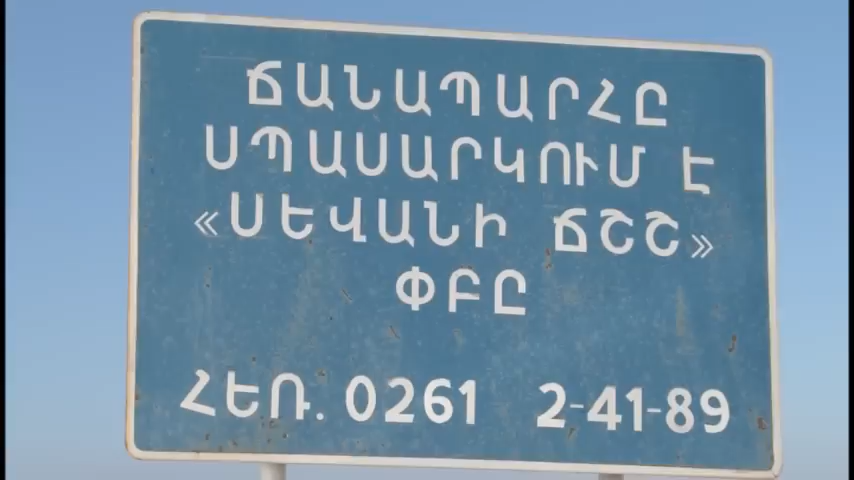 ՃԱՆԱՊԱՐՀԸ
ՍՊԱՍԱՐԿՈՒՄ Է
«ՍԵՎԱՆԻ ՃՇՇ»
ՓԲԸ
ՀԵՌ. 0261 2-41-89